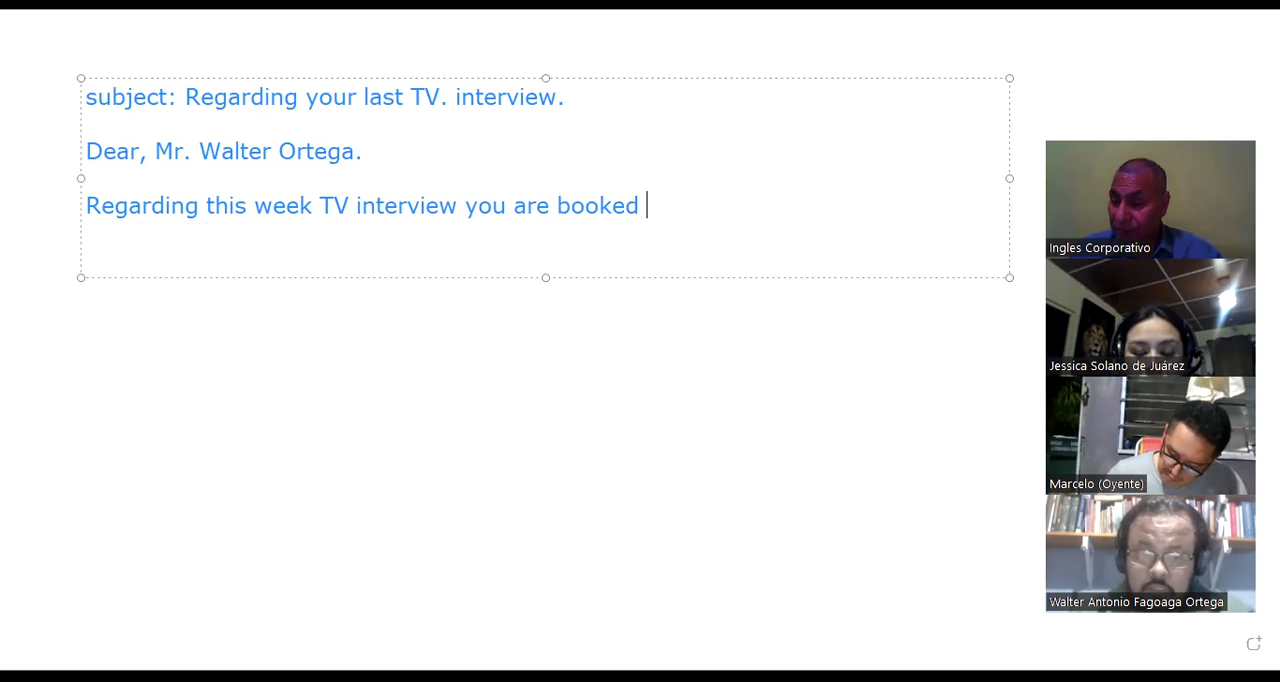 subject: Regarding your last TV. interview.
Dear, Mr. Walter Ortega.
Regarding this week TV interview you are booked
Ingles Corporativo
Jessica Solano de Juárez
Marcelo (Oyente)
Walter Antonio Fagoaga Ortega